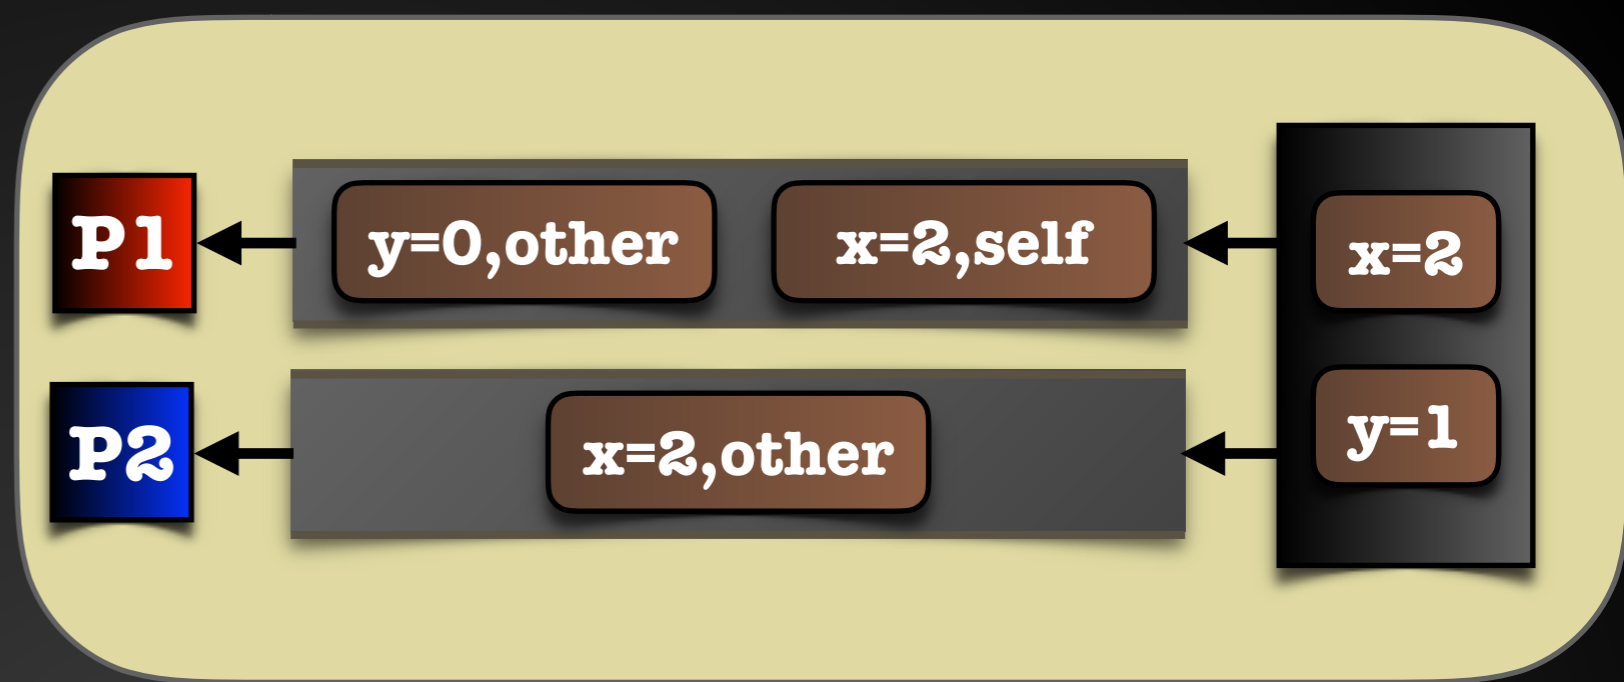 P1
y=0,other
x=2,self
x=2
P2
x=2,other
y=1